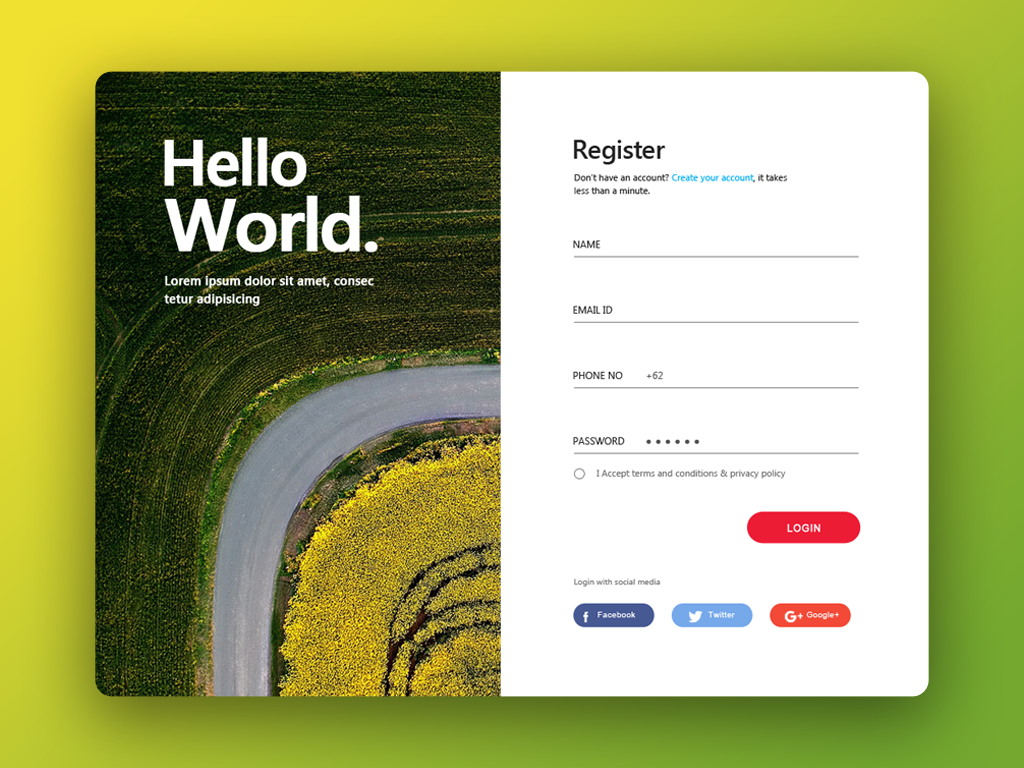 Hello
World.
Lorem ipsum dolor sit amet, consec
tetur adipisicing
Register
Don't have an account? Create your account, it takes
less than a minute.
NAME
EMAIL ID
PHONE NO +62
PASSWORD ● ● ● ● ● ●
I Accept terms and conditions & privacy policy
LOGIN
Login with social media
f Facebook
Twitter
G+ Google+